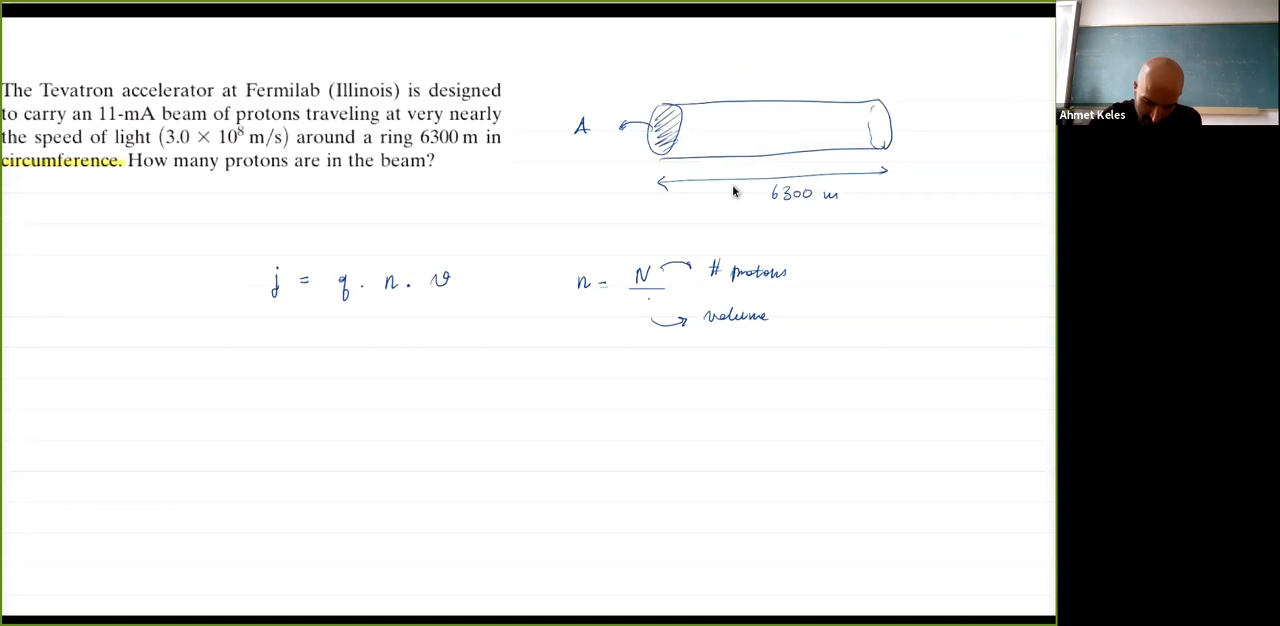 The Tevatron accelerator at Fermilab (Illinois) is designed
to carry an 11-mA beam of protons traveling at very nearly
the speed of light (3.0 × 10⁸ m/s) around a ring 6300 m in
circumference. How many protons are in the beam?
A
6300 m
j = q . n . v
n = N
# protons
volume
Ahmet Keles